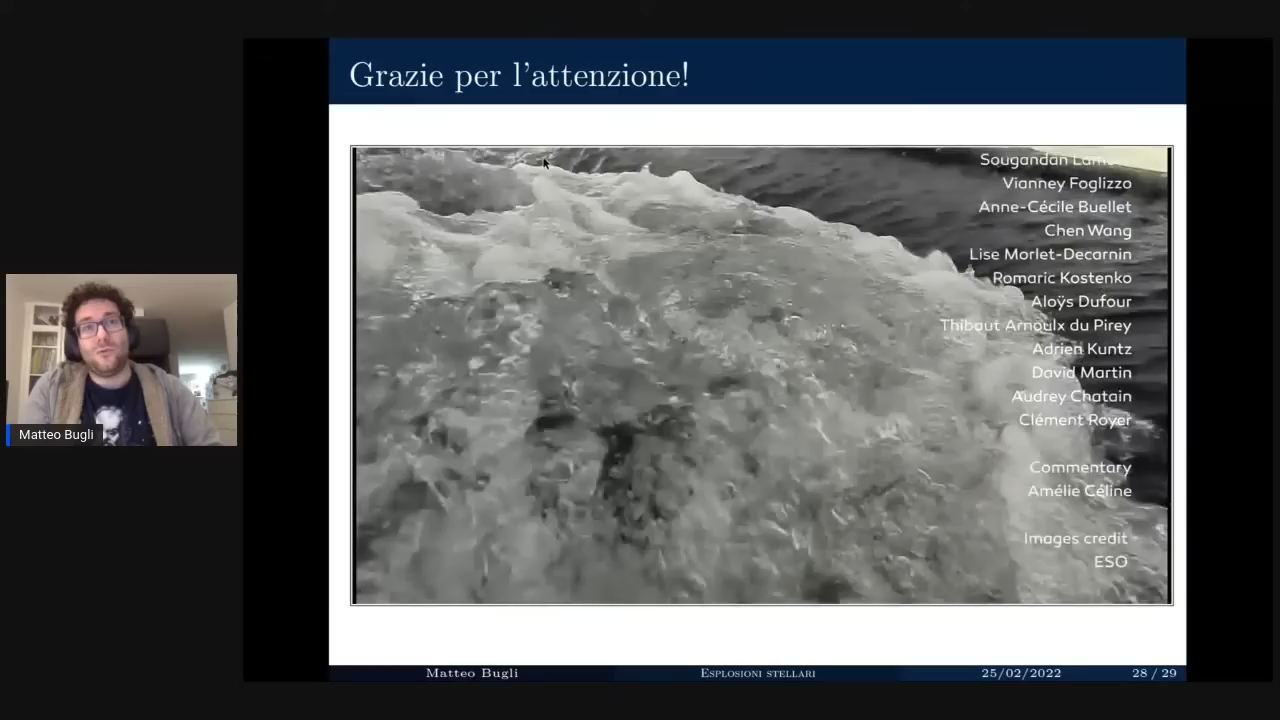 Grazie per l'attenzione!
Sougandan
Vianney Foglizzo
Anne-Cécile Buellet
Chen Wang
Lise Morlet-Decarnin
Romaric Kostenko
Aloÿs Dufour
Thibaut Arnoulx du Pirey
Adrien Kuntz
David Martin
Audrey Chatain
Clément Royer
Commentary
Amélie Céline
Images credit
ESO
Matteo Bugli
Matteo Bugli
Esplosioni stellari
25/02/2022
28 / 29